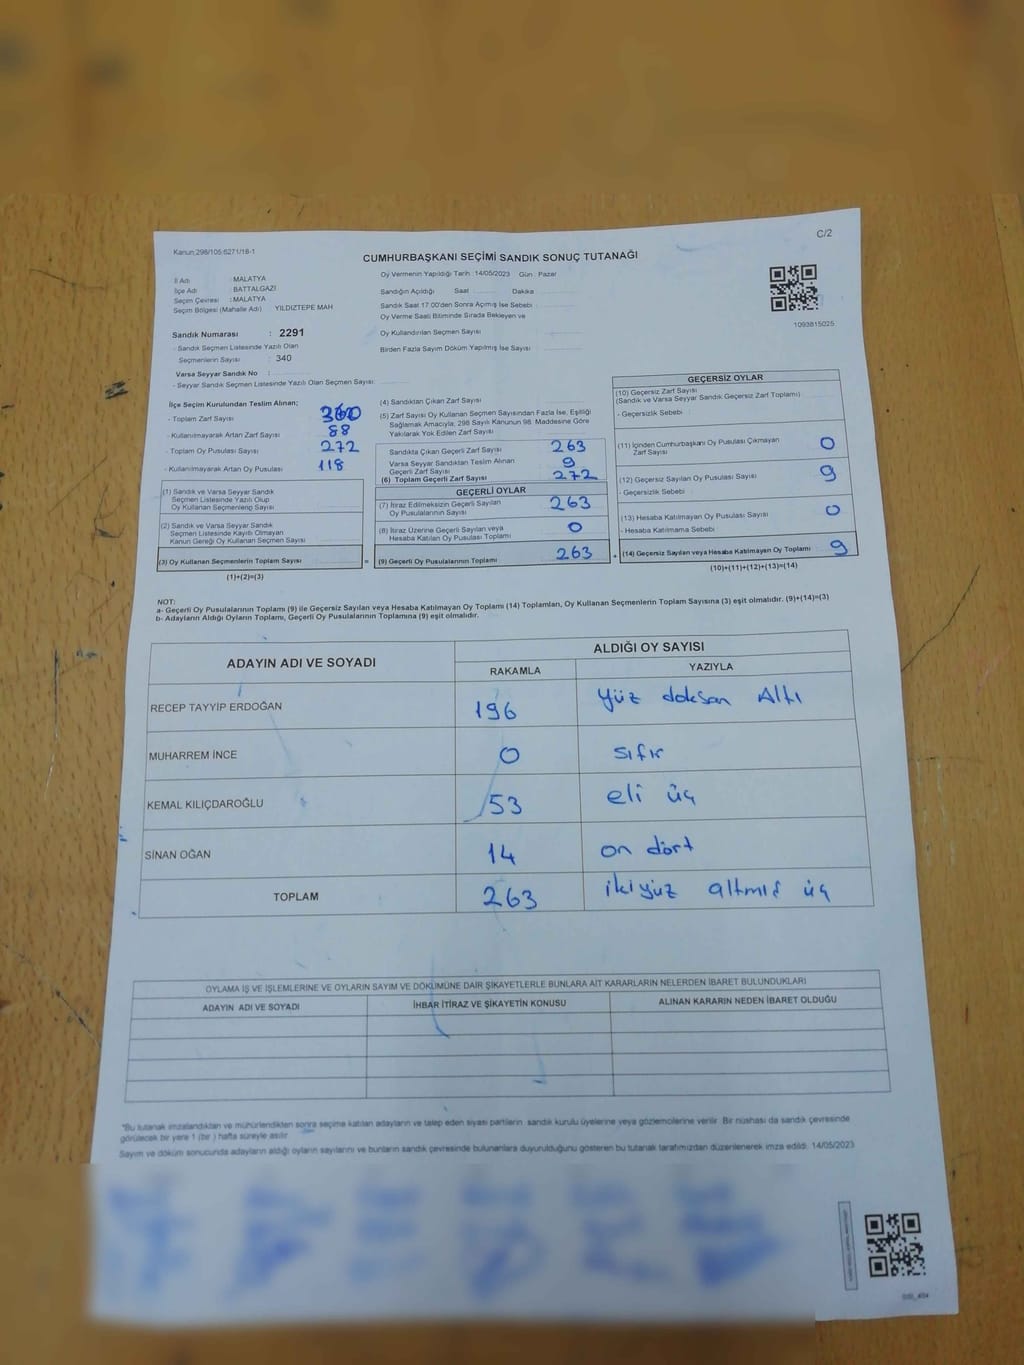 Kanun:298/105-6271/18-1
C/2
CUMHURBAŞKANI SEÇİMİ SANDIK SONUÇ TUTANAĞI
İl Adı : MALATYA
İlçe Adı : BATTALGAZİ
Seçim Çevresi : MALATYA
Seçim Bölgesi (Mahalle Adı) YILDIZTEPE MAH
Oy Vermenin Yapıldığı Tarih :14/05/2023 Gün : Pazar
Sandığın Açıldığı Saat Dakika
Sandık Saat 17:00'den Sonra Açılmış İse Sebebi
Oy Verme Saati Bitiminde Sırada Bekleyen ve
Oy Kullandırılan Seçmen Sayısı
Birden Fazla Sayım Döküm Yapılmış İse Sayısı
1093815025
Sandık Numarası : 2291
- Sandık Seçmen Listesinde Yazılı Olan
Seçmenlerin Sayısı : 340
Varsa Seyyar Sandık No :
- Seyyar Sandık Seçmen Listesinde Yazılı Olan Seçmen Sayısı:
İlçe Seçim Kurulundan Teslim Alınan;
- Toplam Zarf Sayısı
- Kullanılmayarak Artan Zarf Sayısı 88
- Toplam Oy Pusulası Sayısı 272
- Kullanılmayarak Artan Oy Pusulası 118
(1) Sandık ve Varsa Seyyar Sandık
Seçmen Listesinde Yazılı Olup
Oy Kullanan Seçmenlerin Sayısı
(2) Sandık ve Varsa Seyyar Sandık
Seçmen Listesinde Kayıtlı Olmayan
Kanun Gereği Oy Kullanan Seçmen Sayısı
(3) Oy Kullanan Seçmenlerin Toplam Sayısı =
(1)+(2)=(3)
(4) Sandıktan Çıkan Zarf Sayısı
(5) Zarf Sayısı Oy Kullanan Seçmen Sayısından Fazla İse, Eşitliği
Sağlamak Amacıyla, 298 Sayılı Kanunun 98. Maddesine Göre
Yakılarak Yok Edilen Zarf Sayısı
Sandıkta Çıkan Geçerli Zarf Sayısı 263
Varsa Seyyar Sandıktan Teslim Alınan
Geçerli Zarf Sayısı 9
(6) Toplam Geçerli Zarf Sayısı 272
GEÇERLİ OYLAR
(7) İtiraz Edilmeksizin Geçerli Sayılan
Oy Pusulalarının Sayısı 263
(8) İtiraz Üzerine Geçerli Sayılan veya
Hesaba Katılan Oy Pusulası Toplamı 0
(9) Geçerli Oy Pusulalarının Toplamı 263 +
GEÇERSİZ OYLAR
(10) Geçersiz Zarf Sayısı
(Sandık ve Varsa Seyyar Sandık Geçersiz Zarf Toplamı)
- Geçersizlik Sebebi
(11) İçinden Cumhurbaşkanı Oy Pusulası Çıkmayan
Zarf Sayısı 0
(12) Geçersiz Sayılan Oy Pusulası Sayısı 9
- Geçersizlik Sebebi
(13) Hesaba Katılmayan Oy Pusulası Sayısı 0
- Hesaba Katılmama Sebebi
(14) Geçersiz Sayılan veya Hesaba Katılmayan Oy Toplamı 9
(10)+(11)+(12)+(13)=(14)
NOT:
a- Geçerli Oy Pusulalarının Toplamı (9) ile Geçersiz Sayılan veya Hesaba Katılmayan Oy Toplamı (14) Toplamları, Oy Kullanan Seçmenlerin Toplam Sayısına (3) eşit olmalıdır. (9)+(14)=(3)
b- Adayların Aldığı Oyların Toplamı, Geçerli Oy Pusulalarının Toplamına (9) eşit olmalıdır.
ADAYIN ADI VE SOYADI ALDIĞI OY SAYISI
RAKAMLA YAZIYLA
RECEP TAYYİP ERDOĞAN 196 Yüz doksan Altı
MUHARREM İNCE 0 sıfır
KEMAL KILIÇDAROĞLU 53 eli üç
SİNAN OĞAN 14 on dört
TOPLAM 263 ikiyüz altmış üç
OYLAMA İŞ VE İŞLEMLERİNE VE OYLARIN SAYIM VE DÖKÜMÜNE DAİR ŞİKAYETLERLE BUNLARA AİT KARARLARIN NELERDEN İBARET BULUNDUKLARI
ADAYIN ADI VE SOYADI İHBAR İTİRAZ VE ŞİKAYETİN KONUSU ALINAN KARARIN NEDEN İBARET OLDUĞU
*Bu tutanak imzalandıktan ve mühürlendikten sonra seçime katılan adayların ve talep eden siyasi partilerin sandık kurulu üyelerine veya gözlemcilerine verilir. Bir nüshası da sandık çevresinde
görülecek bir yere 1 (bir) hafta süreyle asılır.
Sayım ve döküm sonucunda adayların aldığı oyların sayılarını ve bunların sandık çevresinde bulunanlara duyurulduğunu gösteren bu tutanak tarafımızdan düzenlenerek imza edildi. 14/05/2023